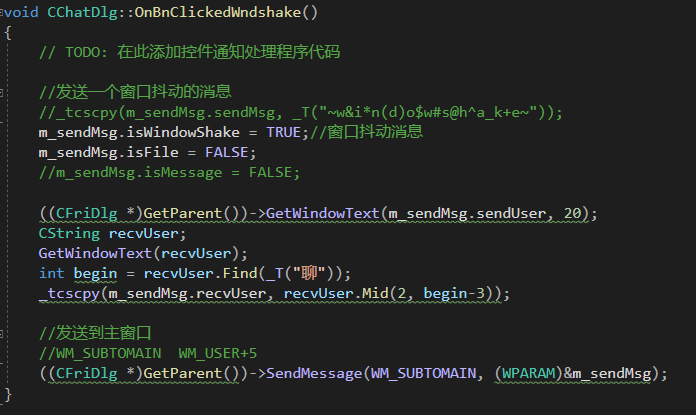 void CChatDlg::OnBnClickedWndshake()
{
// TODO: 在此添加控件通知处理程序代码
//发送一个窗口抖动的消息
//_tcscpy(m_sendMsg.sendMsg, _T("~w&i*n(d)o$w#s@h^a_k+e~"));
m_sendMsg.isWindowShake = TRUE;//窗口抖动消息
m_sendMsg.isFile = FALSE;
//m_sendMsg.isMessage = FALSE;
((CFriDlg *)GetParent())->GetWindowText(m_sendMsg.sendUser, 20);
CString recvUser;
GetWindowText(recvUser);
int begin = recvUser.Find(_T("聊"));
_tcscpy(m_sendMsg.recvUser, recvUser.Mid(2, begin-3));
//发送到主窗口
//WM_SUBTOMAIN  WM_USER+5
((CFriDlg *)GetParent())->SendMessage(WM_SUBTOMAIN, (WPARAM)&m_sendMsg);
}